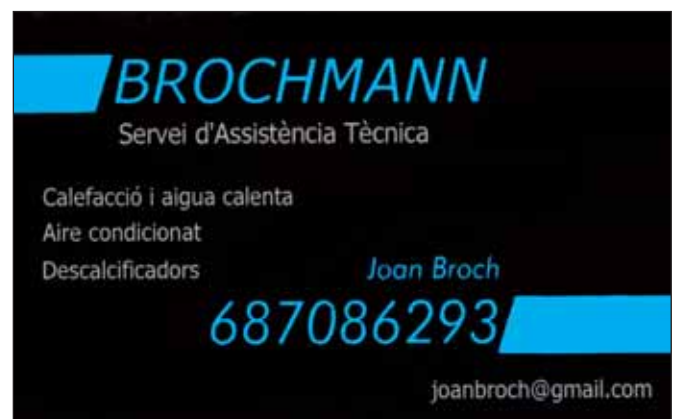 BROCHMANN
Servei d'Assistència Tècnica
Calefacció i aigua calenta
Aire condicionat
Descalcificadors
Joan Broch
687086293
joanbroch@gmail.com